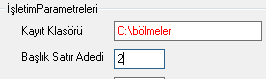 İşletimParametreleri
Kayıt Klasörü C:\bölmeler
Başlık Satır Adedi 2